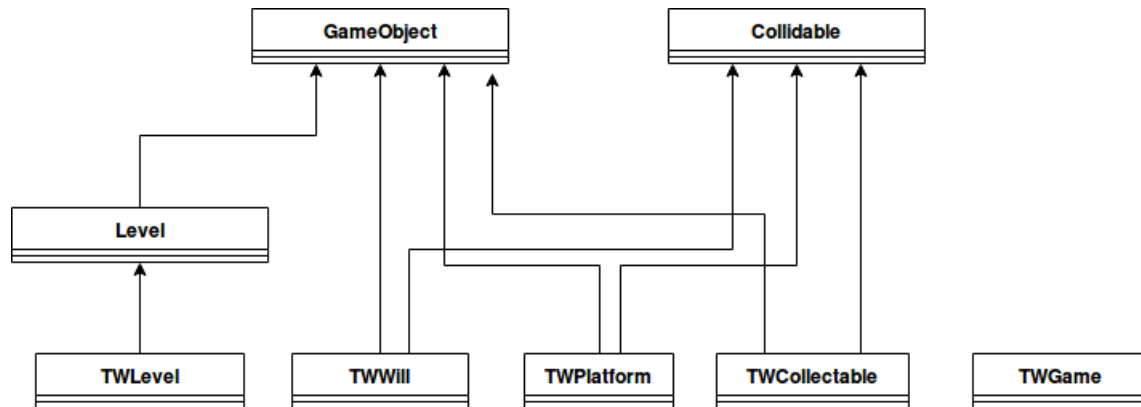 GameObject
Collidable
Level
TWLevel
TWWill
TWPlatform
TWCollectable
TWGame